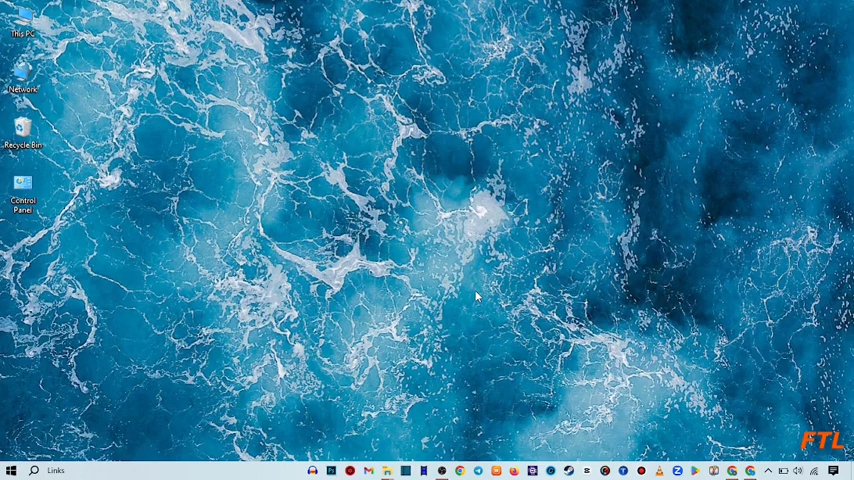 This PC
Network
Recycle Bin
Control
Panel
FTL
Links